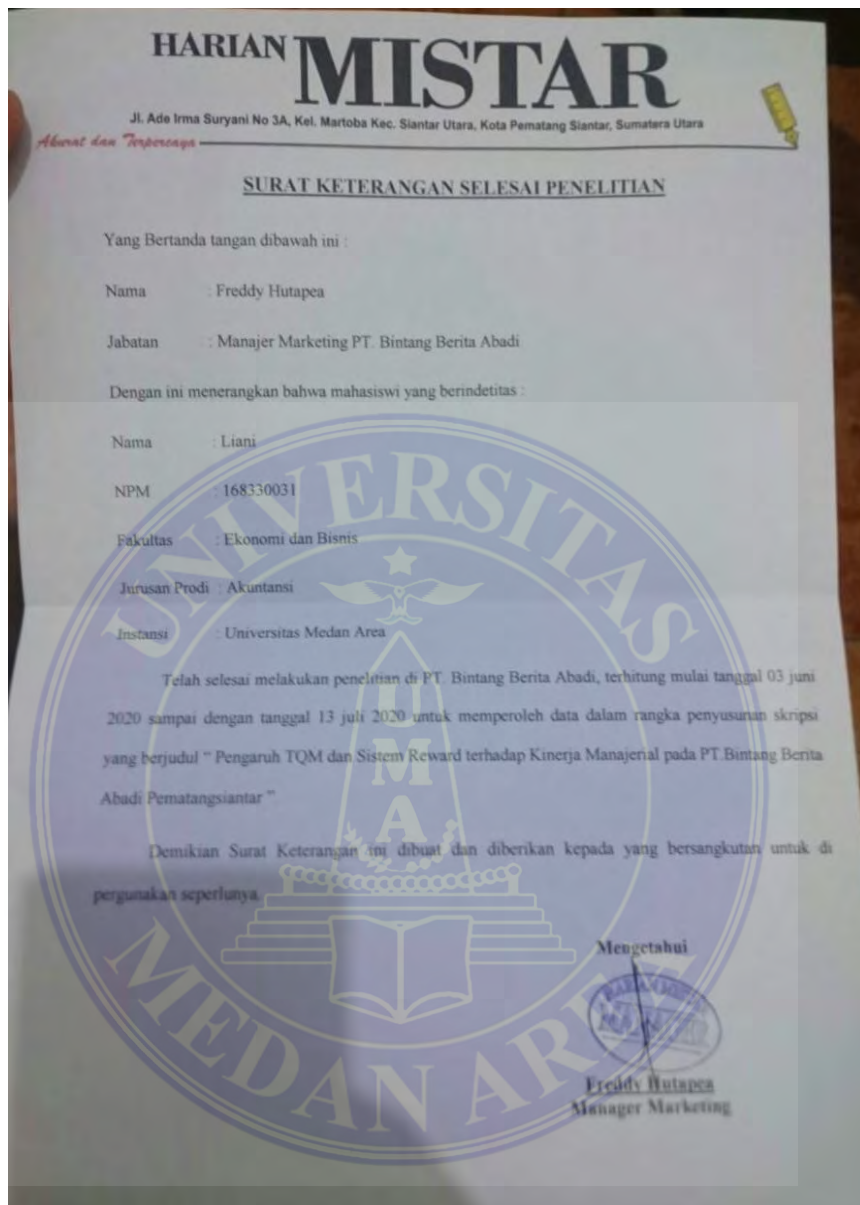 HARIAN MISTAR
Jl. Ade Irma Suryani No 3A, Kel. Martoba Kec. Siantar Utara, Kota Pematang Siantar, Sumatera Utara
Akurat dan Terpercaya
SURAT KETERANGAN SELESAI PENELITIAN
Yang Bertanda tangan dibawah ini :
Nama : Freddy Hutapea
Jabatan : Manajer Marketing PT. Bintang Berita Abadi
Dengan ini menerangkan bahwa mahasiswi yang berindetitas :
Nama : Liani
NPM : 168330031
Fakultas : Ekonomi dan Bisnis
Jurusan Prodi : Akuntansi
Instansi : Universitas Medan Area
Telah selesai melakukan penelitian di PT. Bintang Berita Abadi, terhitung mulai tanggal 03 juni
2020 sampai dengan tanggal 13 juli 2020 untuk memperoleh data dalam rangka penyusunan skripsi
yang berjudul " Pengaruh TQM dan Sistem Reward terhadap Kinerja Manajerial pada PT.Bintang Berita
Abadi Pematangsiantar "
Demikian Surat Keterangan ini dibuat dan diberikan kepada yang bersangkutan untuk di
pergunakan seperlunya.
Mengetahui
Freddy Hutapea
Manager Marketing
UNIVERSITAS
UMA
MEDAN AREA